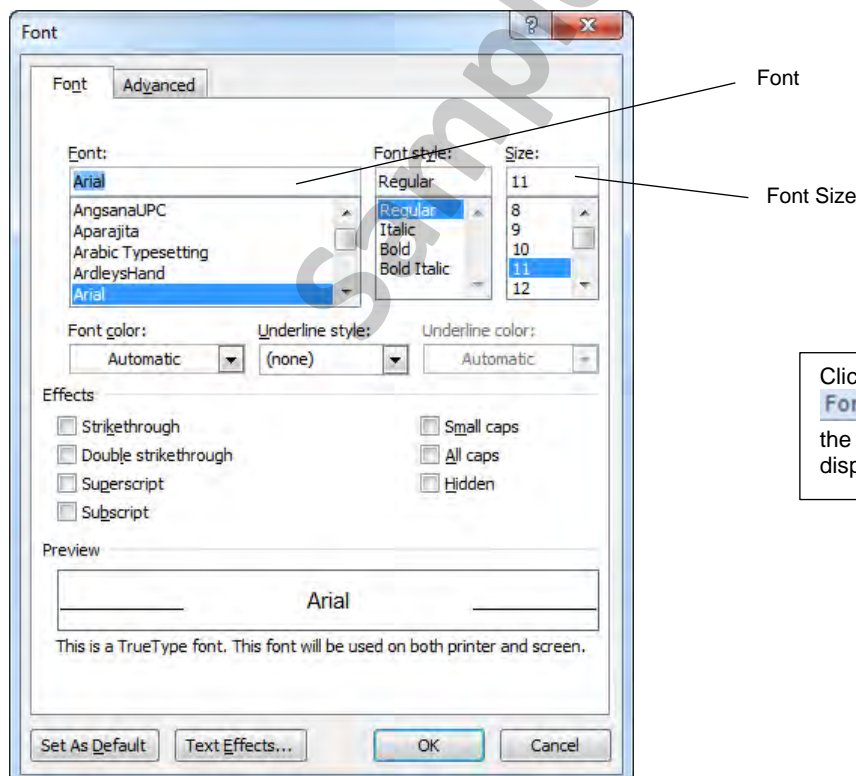 Font
Font Advanced
Font
Font: Font style: Size:
Arial Regular 11
Font Size
AngsanaUPC Regular 8
Aparajita Italic 9
Arabic Typesetting Bold 10
ArdleysHand Bold Italic 11
Arial 12
Font color: Underline style: Underline color:
Automatic (none) Automatic
Effects
Strikethrough Small caps
Double strikethrough All caps
Superscript Hidden
Subscript
Preview
Arial
This is a TrueType font. This font will be used on both printer and screen.
Set As Default Text Effects... OK Cancel
the
Sample